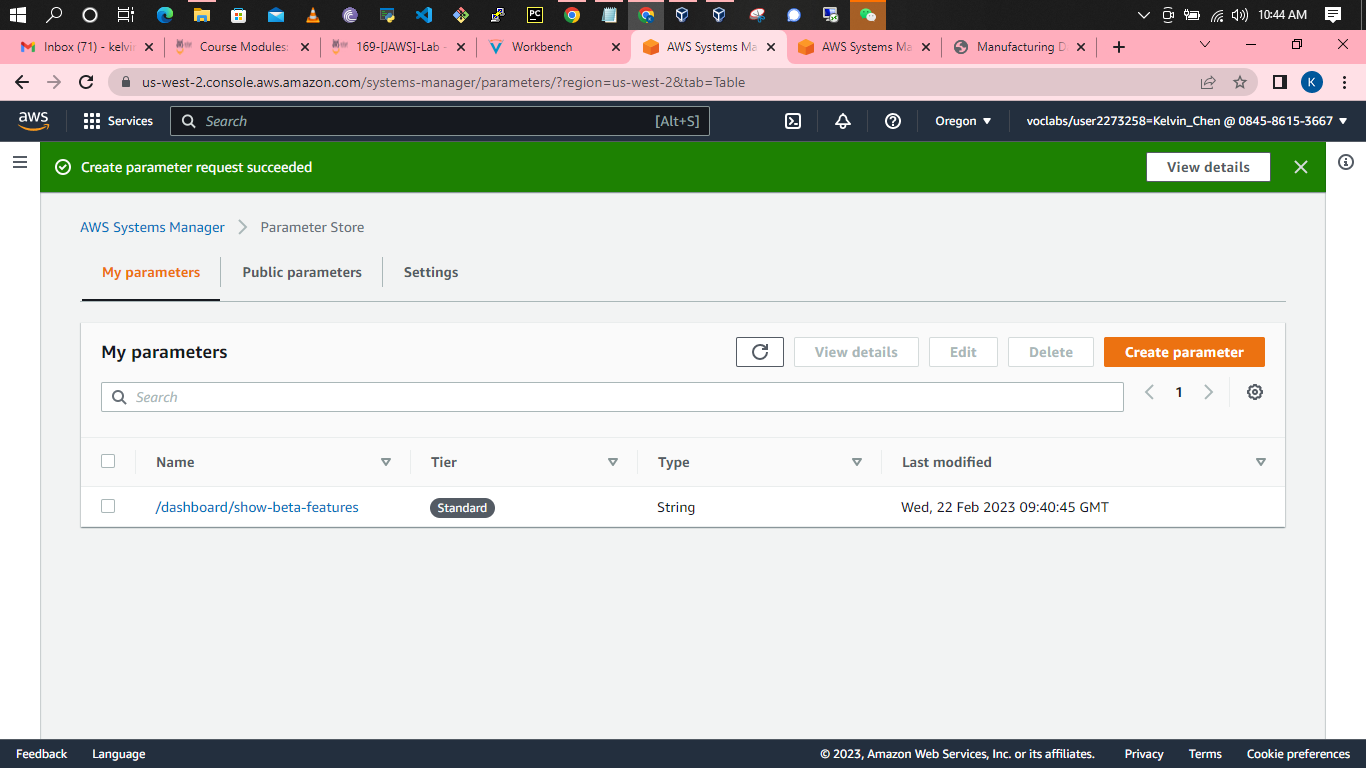 10:44 AM
Inbox (71) - kelvin
Course Modules:
169-[JAWS]-Lab -
Workbench
AWS Systems Ma
AWS Systems Ma
Manufacturing D
us-west-2.console.aws.amazon.com/systems-manager/parameters/?region=us-west-2&tab=Table
K
aws
Services
Search
[Alt+S]
Oregon
voclabs/user2273258=Kelvin_Chen @ 0845-8615-3667
Create parameter request succeeded
View details
AWS Systems Manager
Parameter Store
My parameters
Public parameters
Settings
My parameters
View details
Edit
Delete
Create parameter
Search
1
Name
Tier
Type
Last modified
/dashboard/show-beta-features
Standard
String
Wed, 22 Feb 2023 09:40:45 GMT
Feedback
Language
© 2023, Amazon Web Services, Inc. or its affiliates.
Privacy
Terms
Cookie preferences